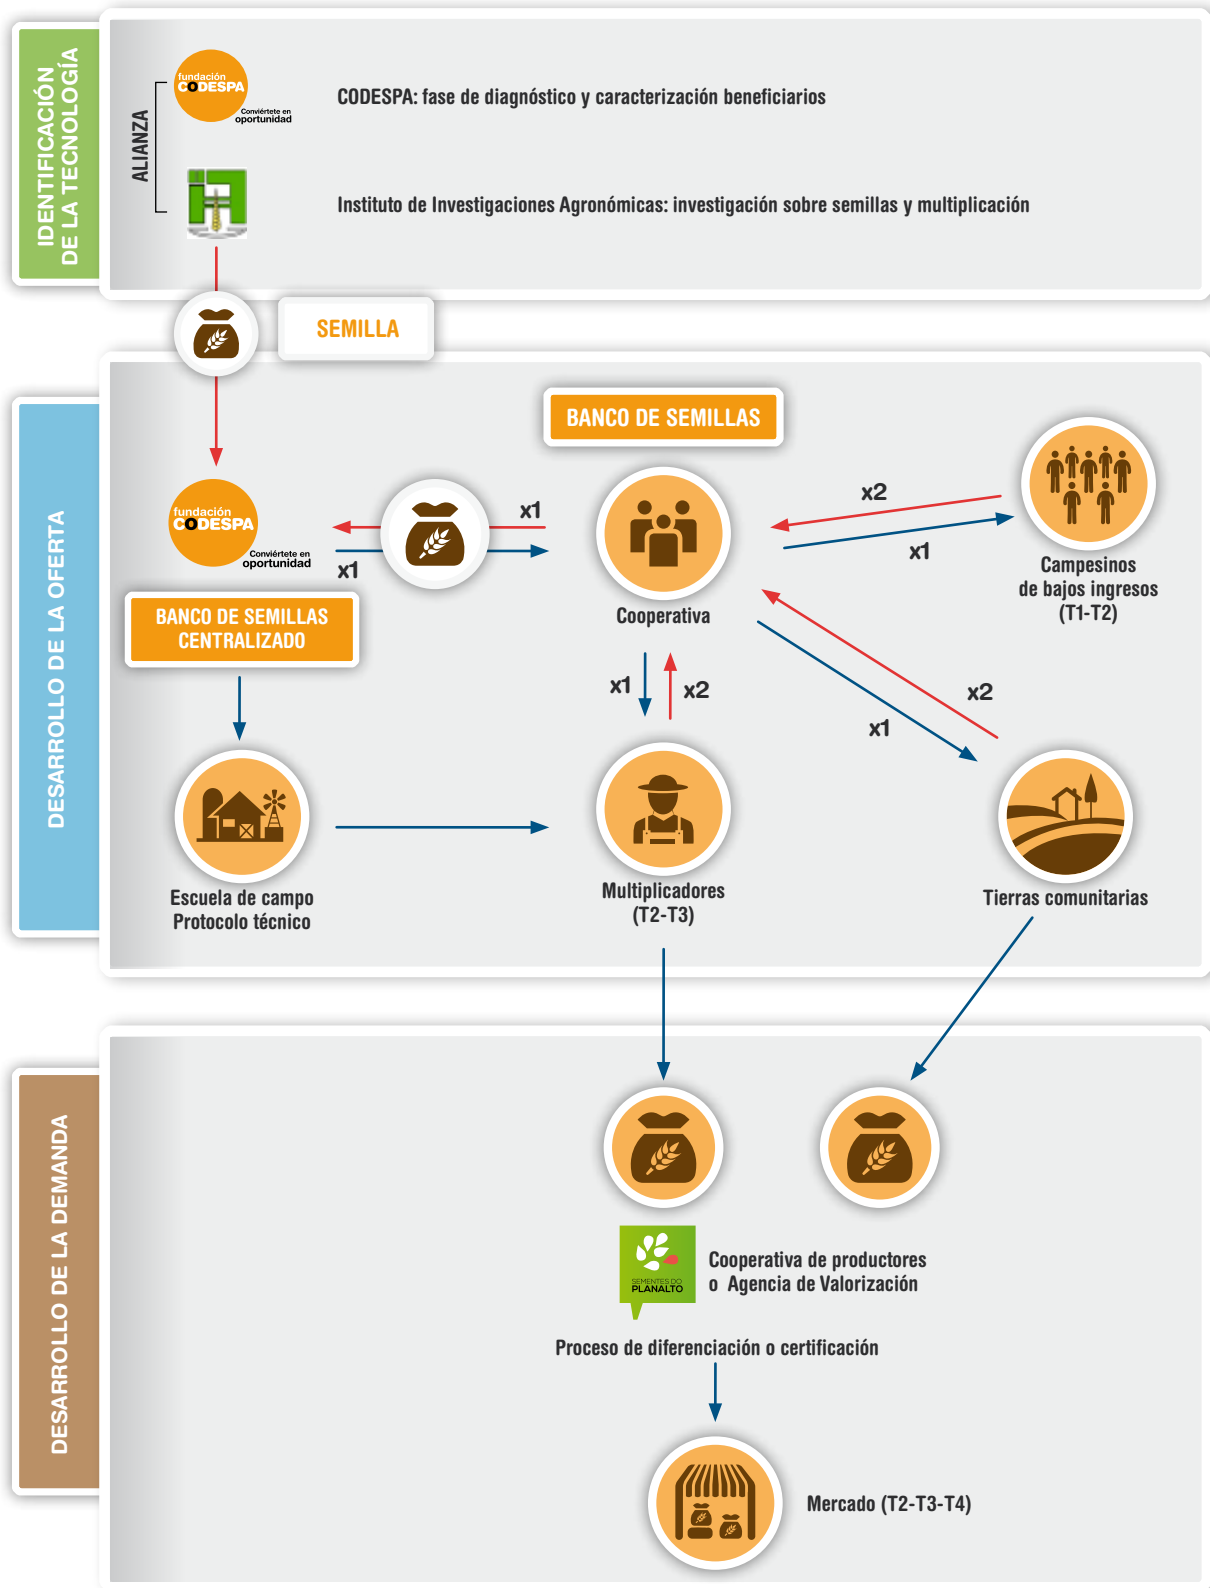 IDENTIFICACIÓN
DE LA TECNOLOGÍA
ALIANZA
fundación
CODESPA
Conviértete en
oportunidad
CODESPA: fase de diagnóstico y caracterización beneficiarios
Instituto de Investigaciones Agronómicas: investigación sobre semillas y multiplicación
SEMILLA
DESARROLLO DE LA OFERTA
BANCO DE SEMILLAS
fundación
CODESPA
Conviértete en
oportunidad
x1
x1
x2
x1
Cooperativa
Campesinos
de bajos ingresos
(T1-T2)
BANCO DE SEMILLAS
CENTRALIZADO
x1
x2
x2
x1
Escuela de campo
Protocolo técnico
Multiplicadores
(T2-T3)
Tierras comunitarias
DESARROLLO DE LA DEMANDA
SEMENTES DO
PLANALTO
Cooperativa de productores
o Agencia de Valorización
Proceso de diferenciación o certificación
Mercado (T2-T3-T4)